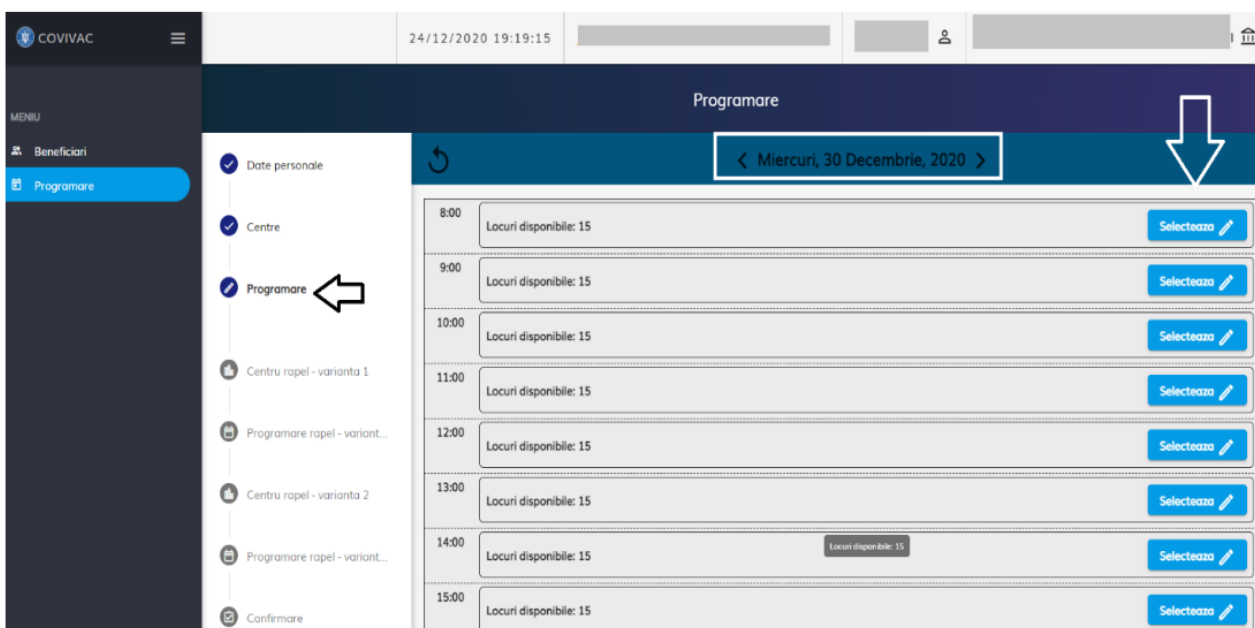 COVIVAC
24/12/2020 19:19:15
Programare
MENIU
Beneficiari
Programare
Date personale
Centre
Programare
Centru rapel - varianta 1
Programare rapel - variant...
Centru rapel - varianta 2
Programare rapel - variant...
Confirmare
Miercuri, 30 Decembrie, 2020
8:00
Locuri disponibile: 15
Selecteaza
9:00
Locuri disponibile: 15
Selecteaza
10:00
Locuri disponibile: 15
Selecteaza
11:00
Locuri disponibile: 15
Selecteaza
12:00
Locuri disponibile: 15
Selecteaza
13:00
Locuri disponibile: 15
Selecteaza
14:00
Locuri disponibile: 15
Locuri disponibile: 15
Selecteaza
15:00
Locuri disponibile: 15
Selecteaza